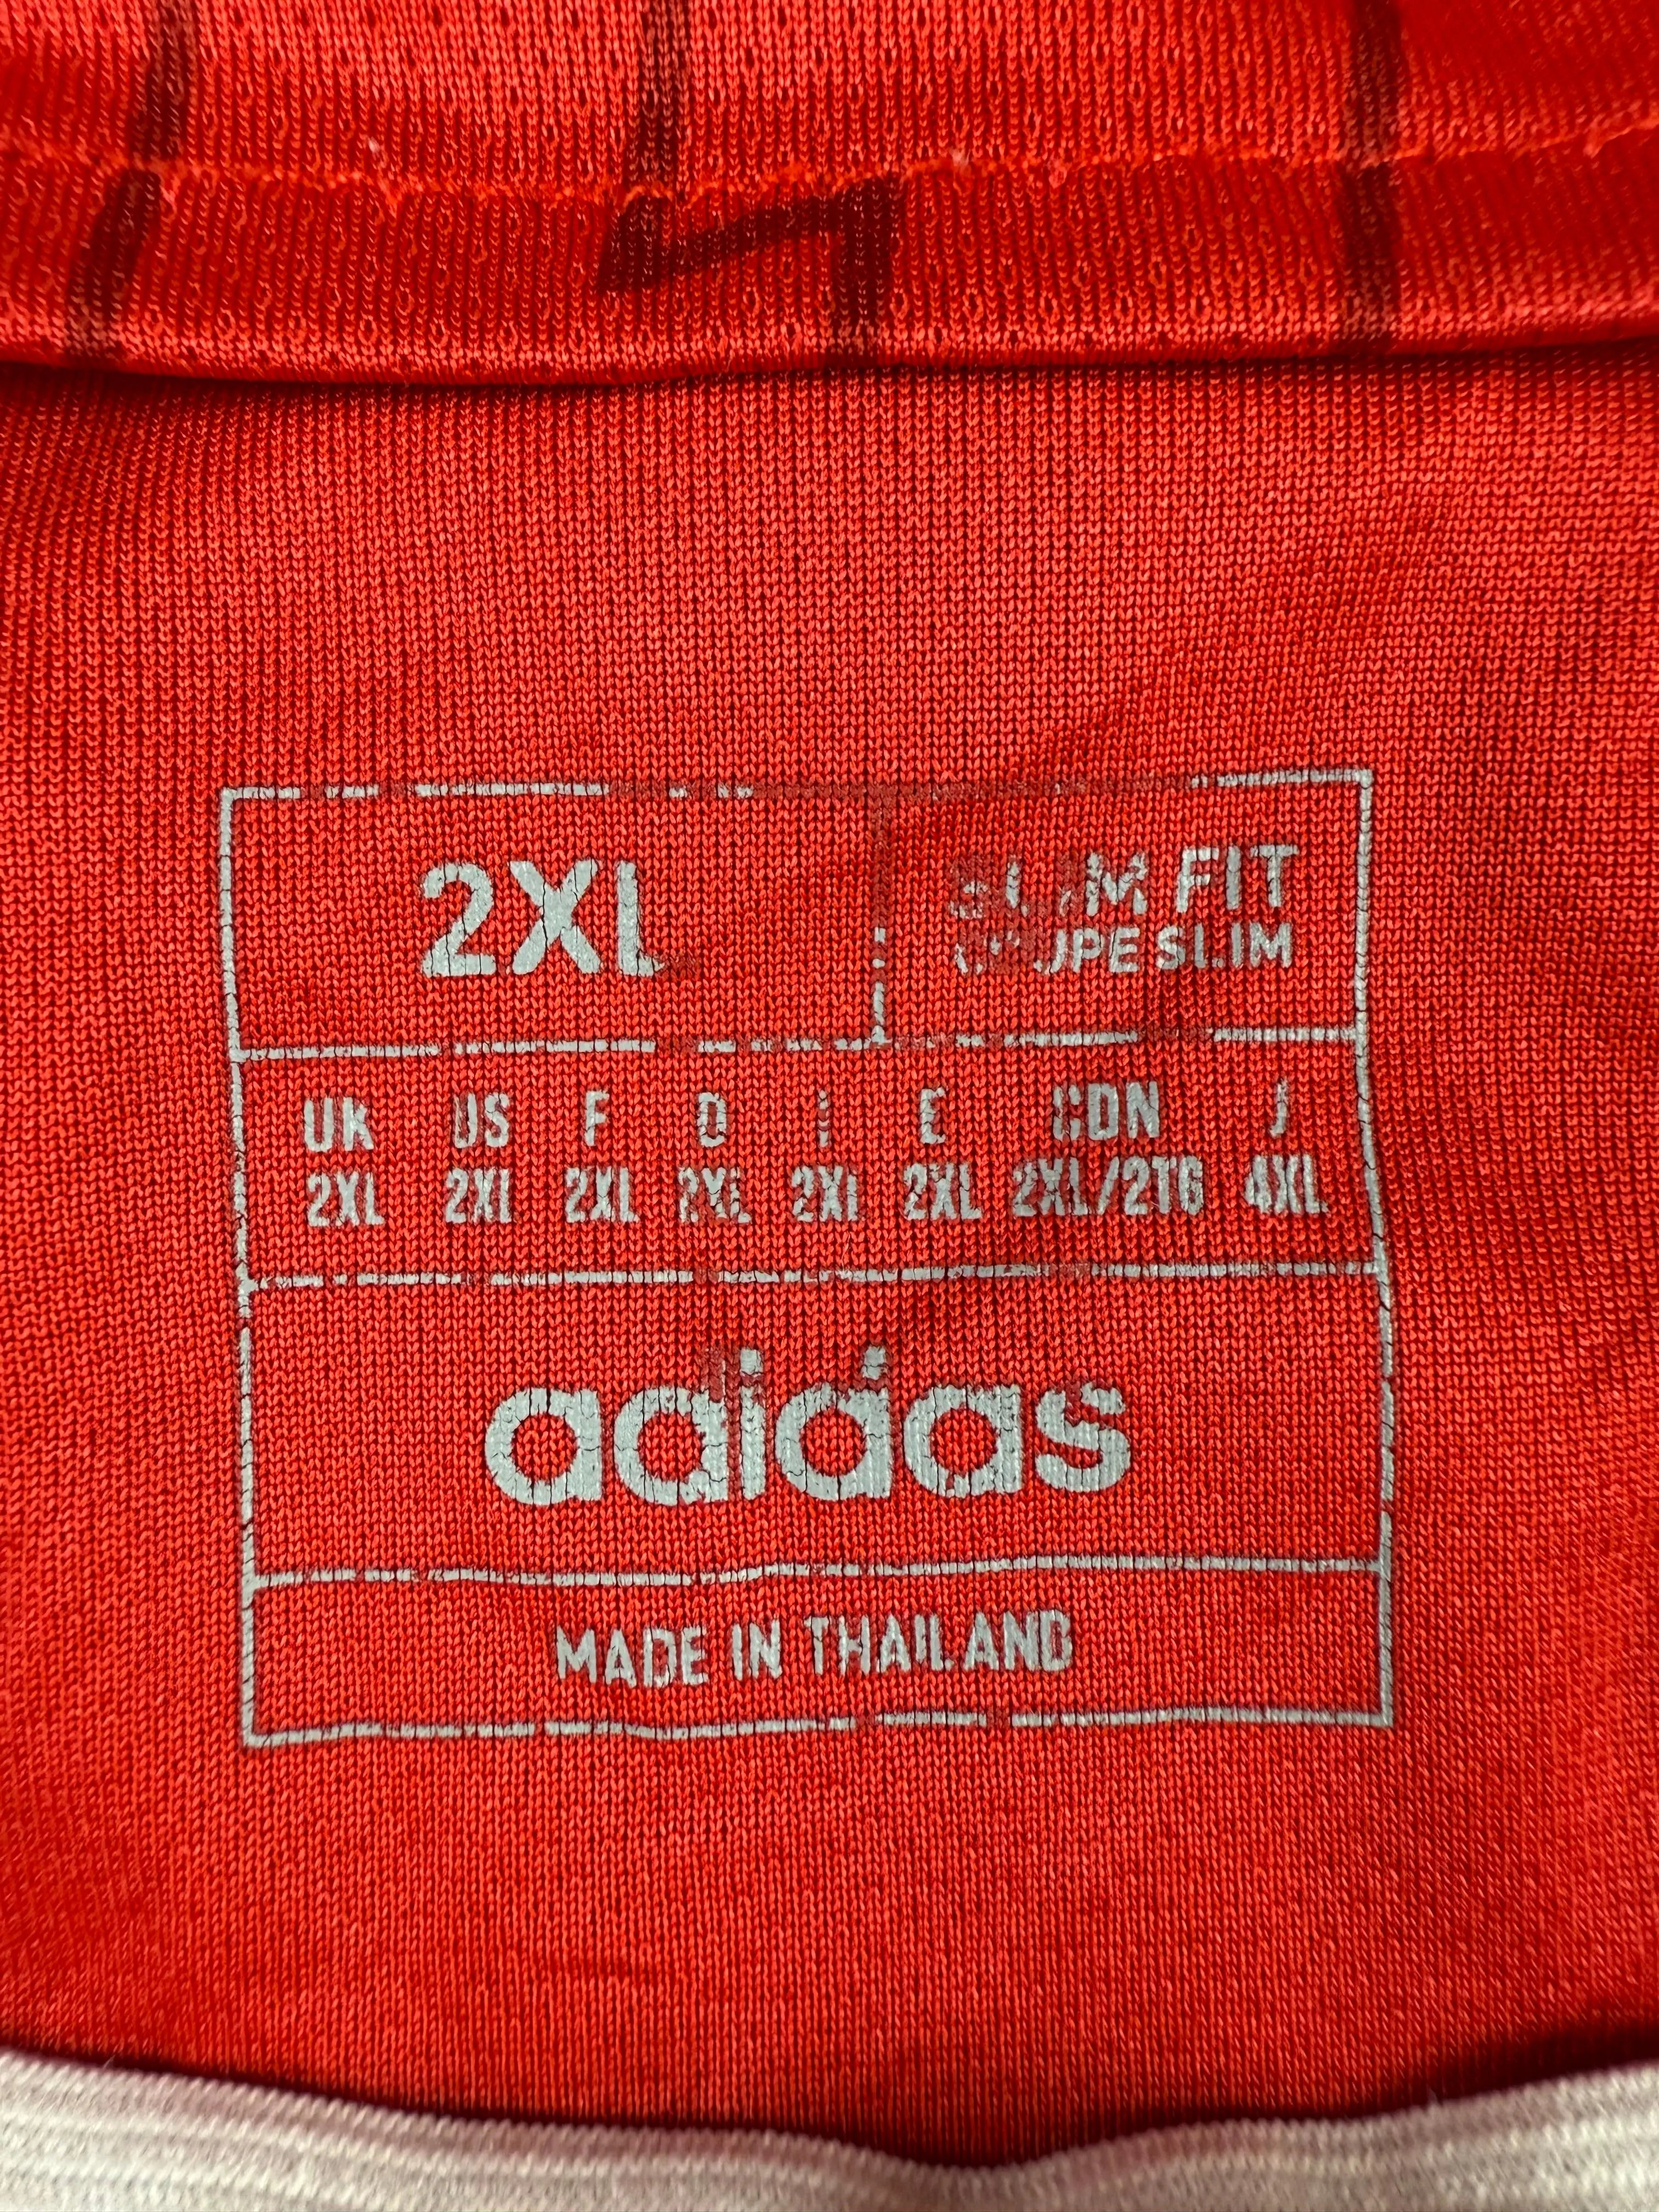 2XL
SLIM FIT
COUPE SLIM
UK US F D I E CDN J
2XL 2XL 2XL 2XL 2XL 2XL 2XL/2TG 4XL
adidas
MADE IN THAILAND